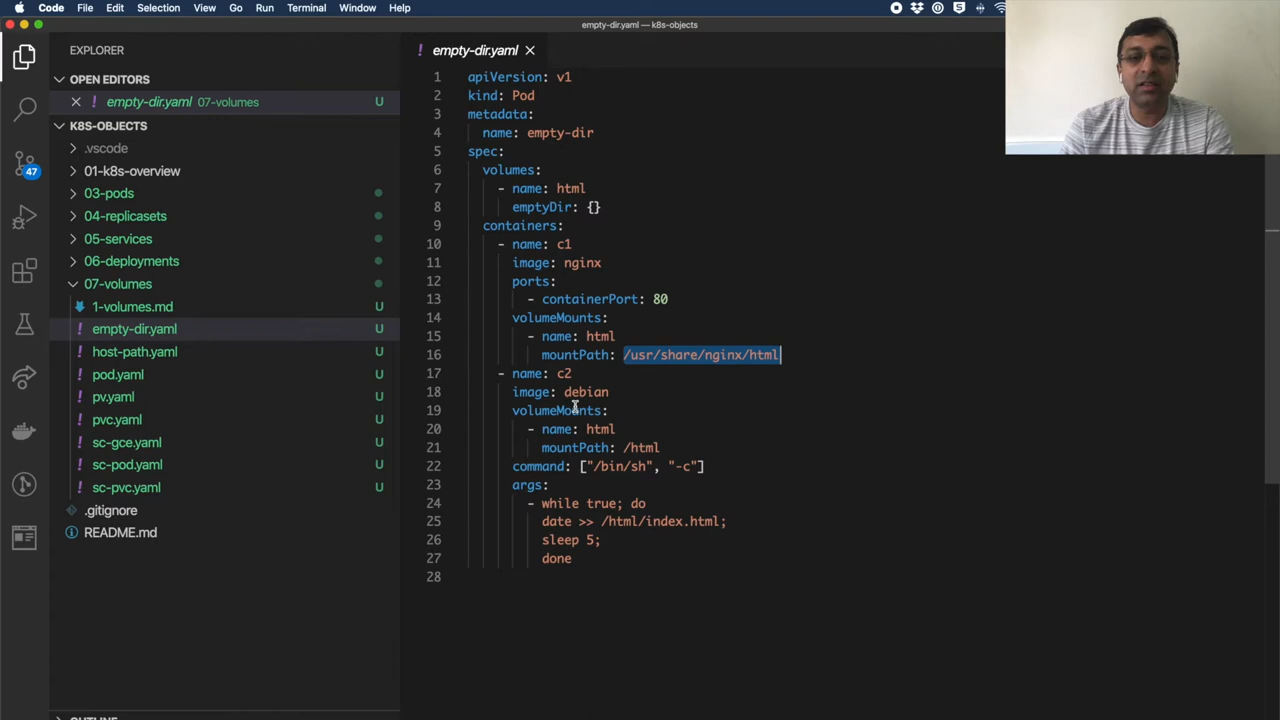 Code File Edit Selection View Go Run Terminal Window Help
empty-dir.yaml — k8s-objects
EXPLORER
OPEN EDITORS
! empty-dir.yaml 07-volumes U
K8S-OBJECTS
.vscode
01-k8s-overview
03-pods
04-replicasets
05-services
06-deployments
07-volumes
1-volumes.md U
! empty-dir.yaml U
! host-path.yaml U
! pod.yaml U
! pv.yaml U
! pvc.yaml U
! sc-gce.yaml U
! sc-pod.yaml U
! sc-pvc.yaml U
.gitignore
README.md
OUTLINE
47
! empty-dir.yaml
1 apiVersion: v1
2 kind: Pod
3 metadata:
4 name: empty-dir
5 spec:
6 volumes:
7 - name: html
8 emptyDir: {}
9 containers:
10 - name: c1
11 image: nginx
12 ports:
13 - containerPort: 80
14 volumeMounts:
15 - name: html
16 mountPath: /usr/share/nginx/html
17 - name: c2
18 image: debian
19 volumeMounts:
20 - name: html
21 mountPath: /html
22 command: ["/bin/sh", "-c"]
23 args:
24 - while true; do
25 date >> /html/index.html;
26 sleep 5;
27 done
28